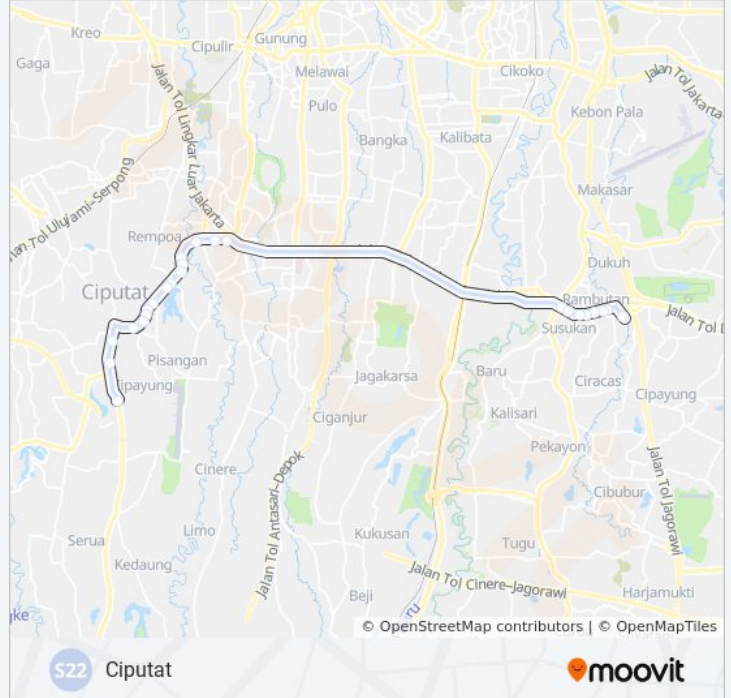 Kreo
Gunung
Cipulir
Gaga
Melawai
Cikoko
Jalan Tol Jakarta
Jalan Tol Lingkar Luar Jakarta
Pulo
Kebon Pala
Bangka
Kalibata
Jalan Tol Ulujami–Serpong
Makasar
Rempoa
Dukuh
Ciputat
Rambutan
Jalan Tol L
Susukan
Pisangan
Jagakarsa
Baru
Ciracas
Cipayung
Cipayung
Ciganjur
Kalisari
Pekayon
Cinere
Jalan Tol Antasari–Depok
Jalan Tol Jagorawi
Cibubur
Limo
Serua
Kukusan
Tugu
Kedaung
Jalan Tol Cinere–Jagorawi
Beji
Harjamukti
© OpenStreetMap contributors | © OpenMapTiles
S22 Ciputat
moovit